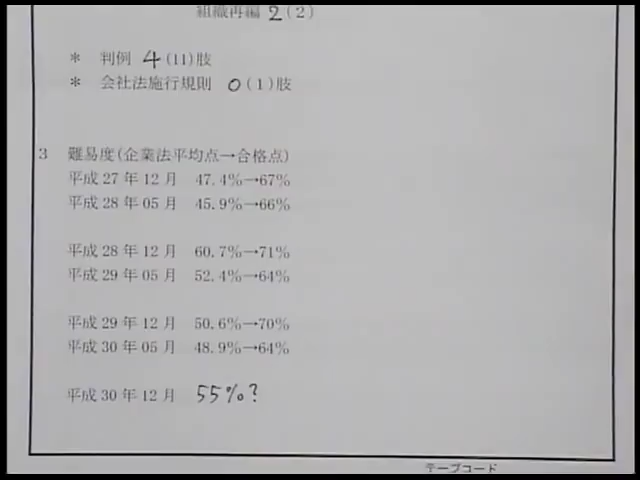 組織再編 2(2)
* 判例 4(11)肢
* 会社法施行規則 0(1)肢
3 難易度(企業法平均点→合格点)
平成27年12月 47.4%→67%
平成28年05月 45.9%→66%
平成28年12月 60.7%→71%
平成29年05月 52.4%→64%
平成29年12月 50.6%→70%
平成30年05月 48.9%→64%
平成30年12月 55%?
テープコード